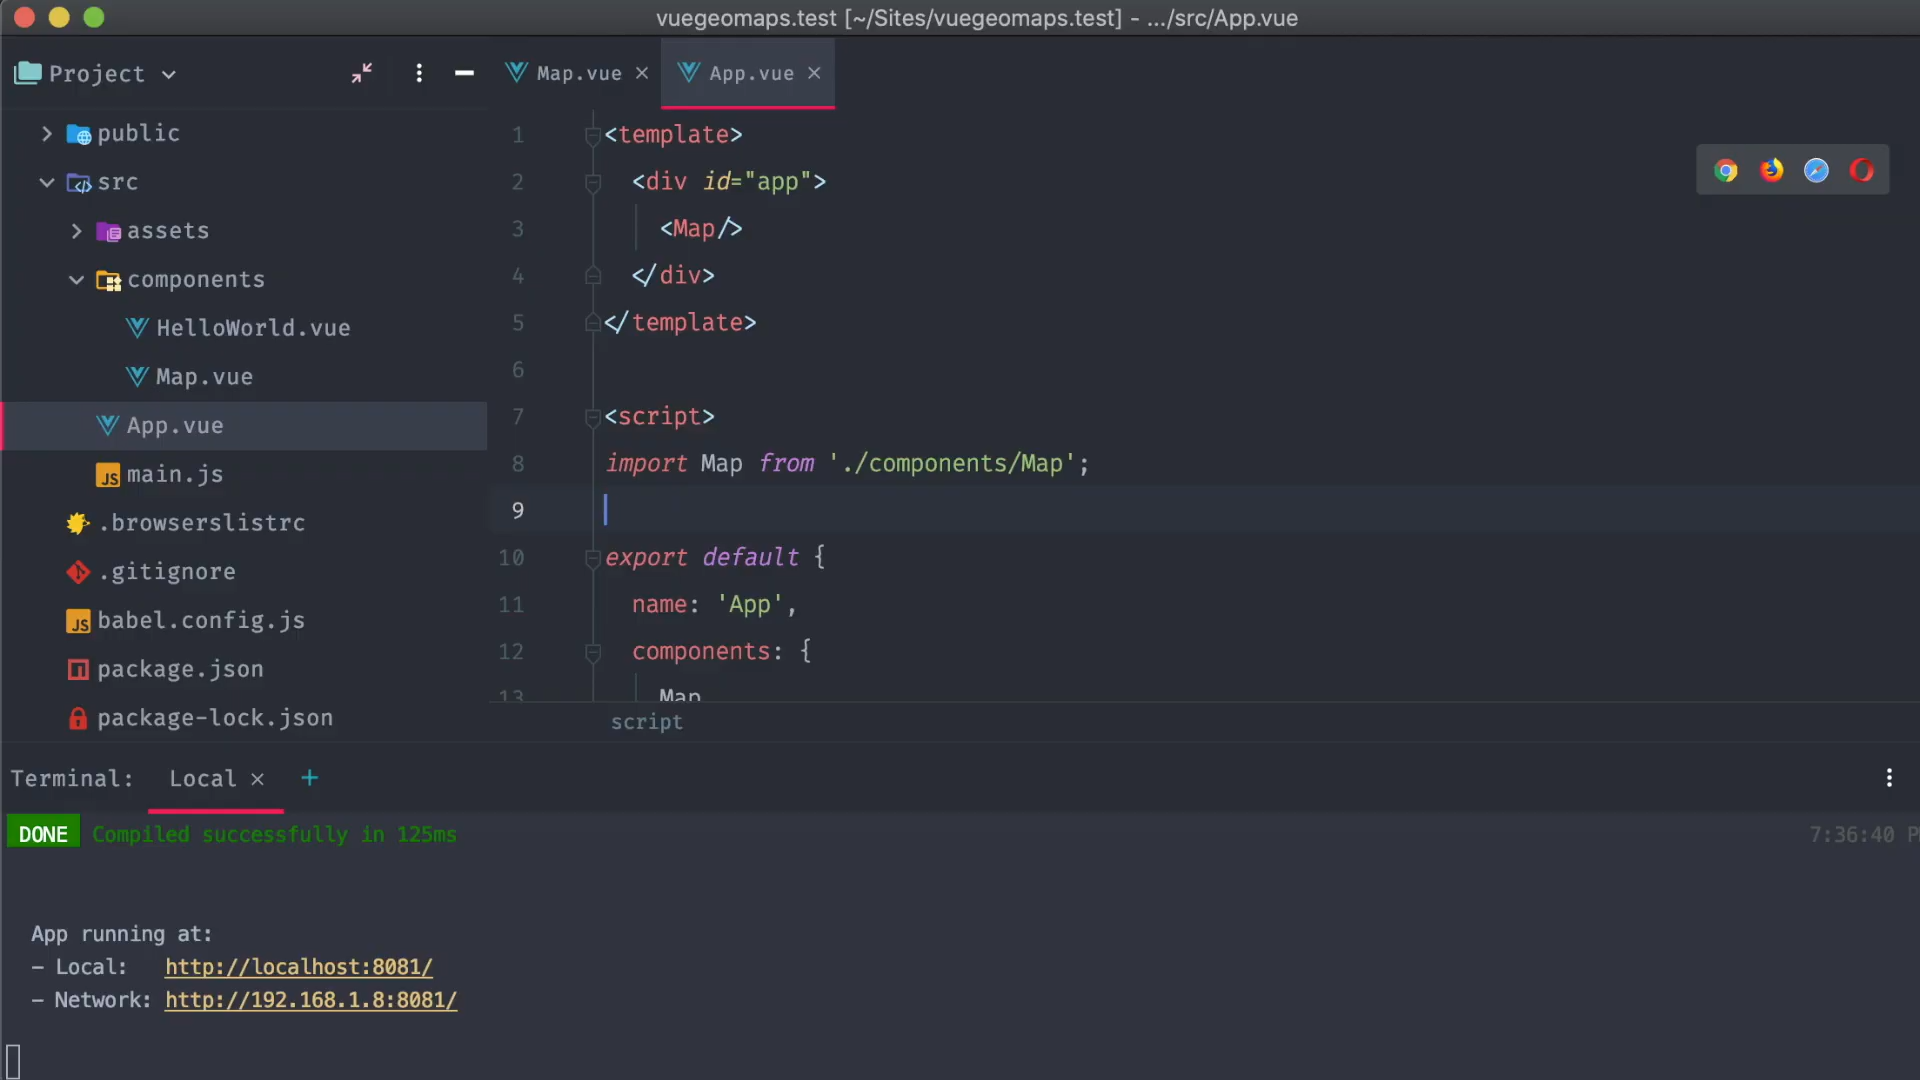 vuegeomaps.test [~/Sites/vuegeomaps.test] - .../src/App.vue
Project
Map.vue
App.vue
public
src
assets
components
HelloWorld.vue
Map.vue
App.vue
main.js
.browserslistrc
.gitignore
babel.config.js
package.json
package-lock.json
1 <template>
2 <div id="app">
3 <Map/>
4 </div>
5 </template>
6
7 <script>
8 import Map from './components/Map';
9
10 export default {
11 name: 'App',
12 components: {
13 Map
script
Terminal: Local +
DONE Compiled successfully in 125ms 7:36:40
App running at:
- Local: http://localhost:8081/
- Network: http://192.168.1.8:8081/